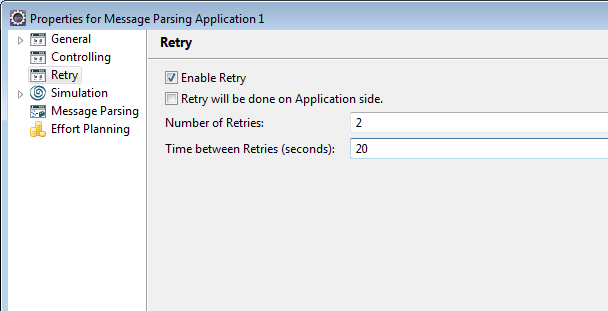 Properties for Message Parsing Application 1
General
Controlling
Retry
Simulation
Message Parsing
Effort Planning
Retry
Enable Retry
Retry will be done on Application side.
Number of Retries: 2
Time between Retries (seconds): 20